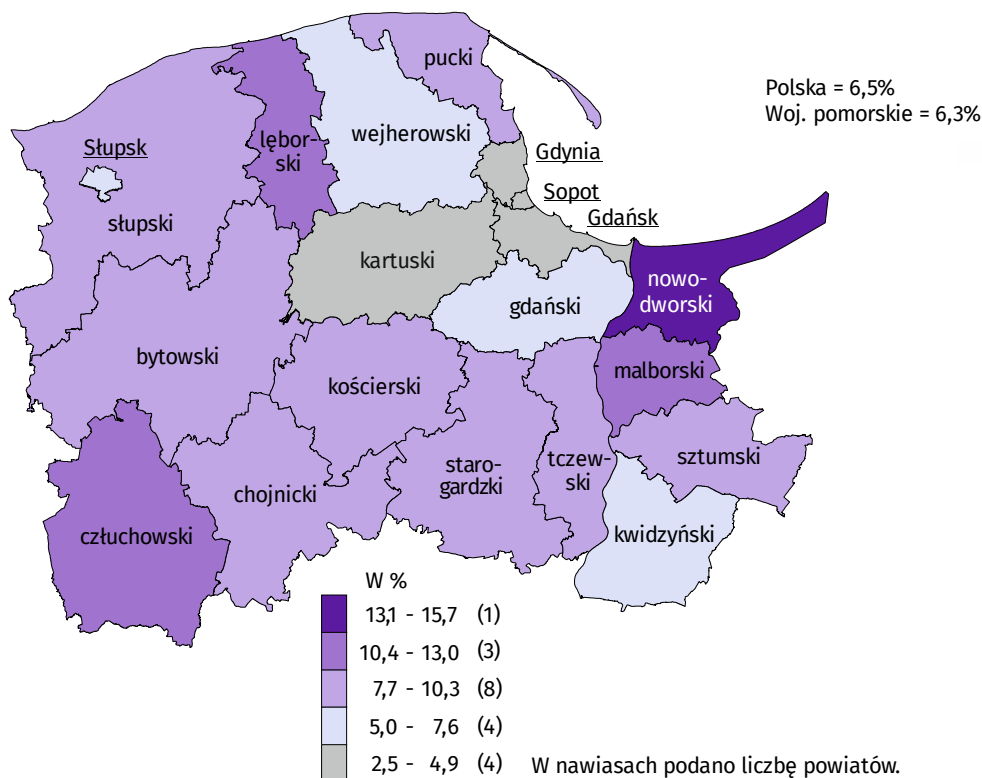 pucki
Polska = 6,5%
Woj. pomorskie = 6,3%
wejherowski
lębor-
ski
Słupsk
Gdynia
Sopot
Gdańsk
słupski
kartuski
nowo-
dworski
gdański
bytowski
kościerski
malborski
staro-
gardzki
tczew-
ski
sztumski
chojnicki
człuchowski
kwidzyński
W %
13,1 - 15,7 (1)
10,4 - 13,0 (3)
7,7 - 10,3 (8)
5,0 - 7,6 (4)
2,5 - 4,9 (4)
W nawiasach podano liczbę powiatów.